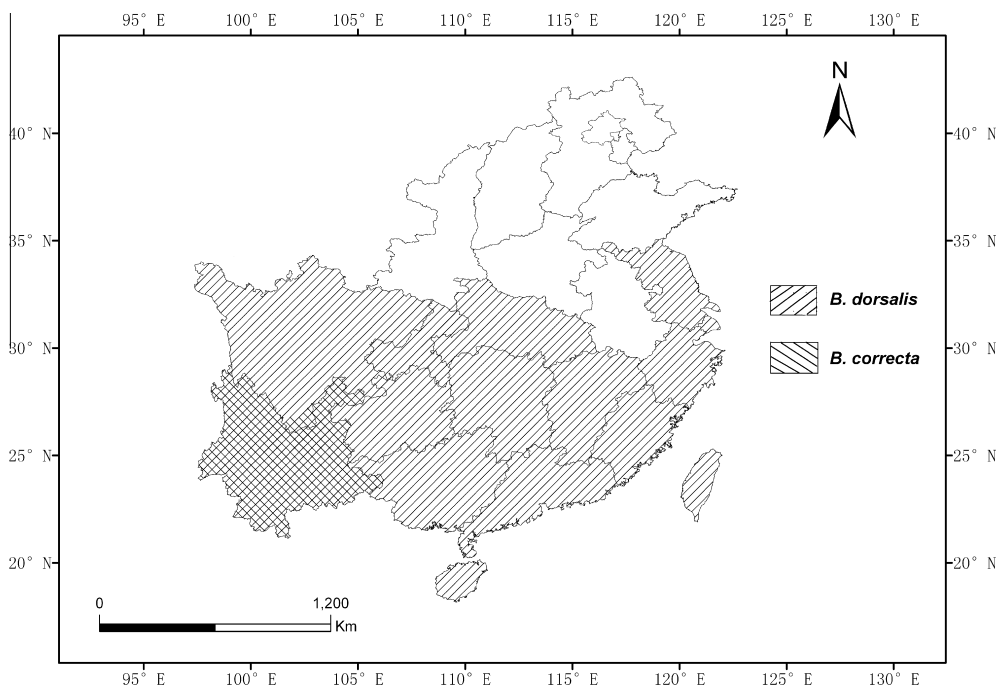 95° E 100° E 105° E 110° E 115° E 120° E 125° E 130° E
N
40° N 40° N
35° N 35° N
B. dorsalis
30° N 30° N
B. correcta
25° N 25° N
20° N 20° N
0 1,200
Km
95° E 100° E 105° E 110° E 115° E 120° E 125° E 130° E